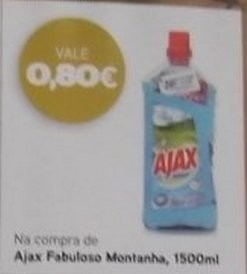 VALE
0,80€
AJAX
Na compra de
Ajax Fabuloso Montanha, 1500ml